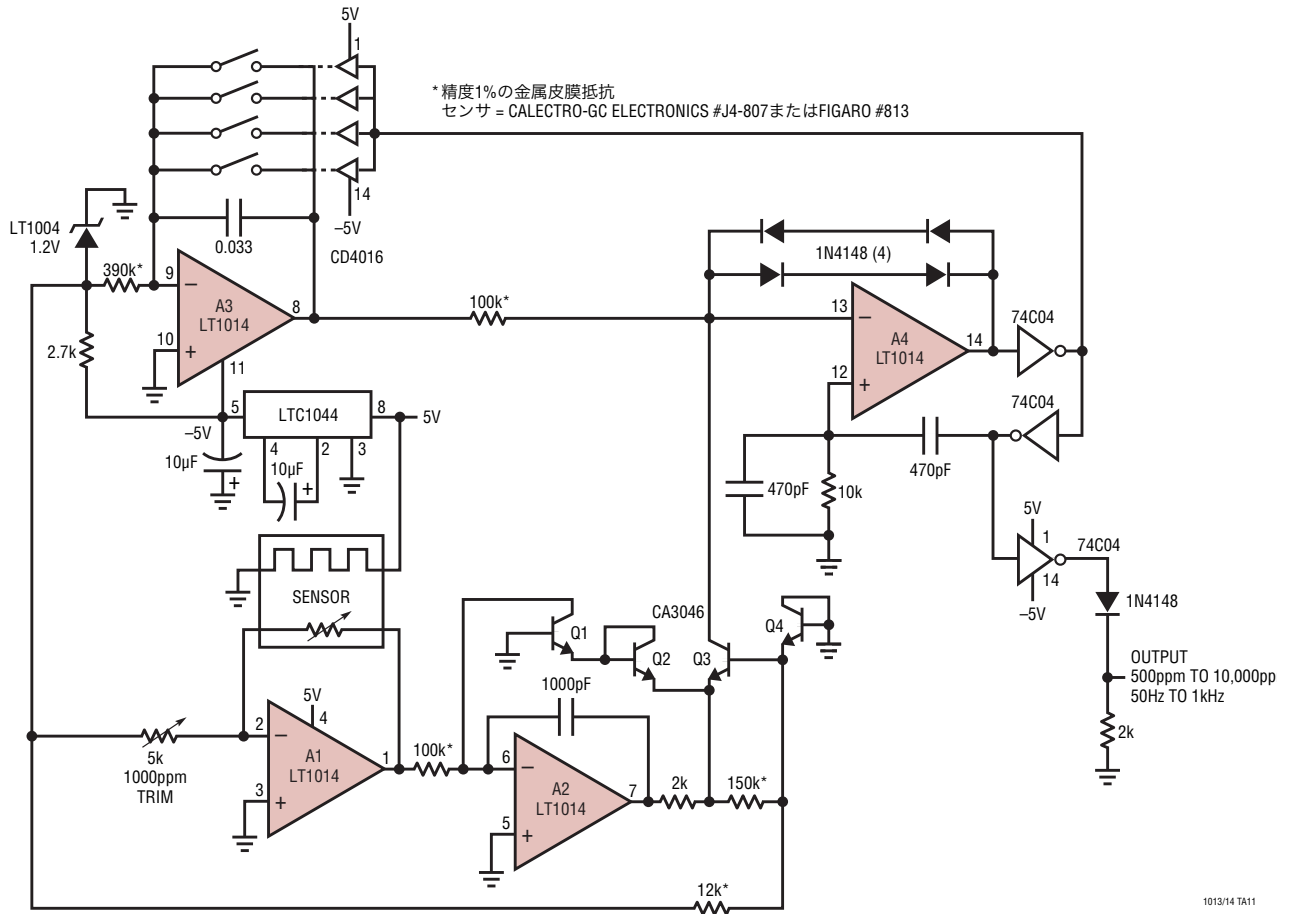 5V
1
* 精度1%の金属皮膜抵抗
センサ = CALECTRO-GC ELECTRONICS #J4-807またはFIGARO #813
14
–5V
CD4016
LT1004
1.2V
0.033
390k*
9
–
A3
LT1014
8
10
+
11
2.7k
100k*
1N4148 (4)
13
–
A4
LT1014
14
12
+
74C04
74C04
470pF
470pF
10k
5
LTC1044
8
5V
–5V
4
2
3
10µF
+
10µF
+
SENSOR
5V
1
74C04
14
–5V
1N4148
OUTPUT
500ppm TO 10,000pp
50Hz TO 1kHz
2k
CA3046
Q1
Q2
Q3
Q4
1000pF
5V
4
2
–
A1
LT1014
1
3
+
5k
1000ppm
TRIM
100k*
6
–
A2
LT1014
7
5
+
2k
150k*
12k*
1013/14 TA11